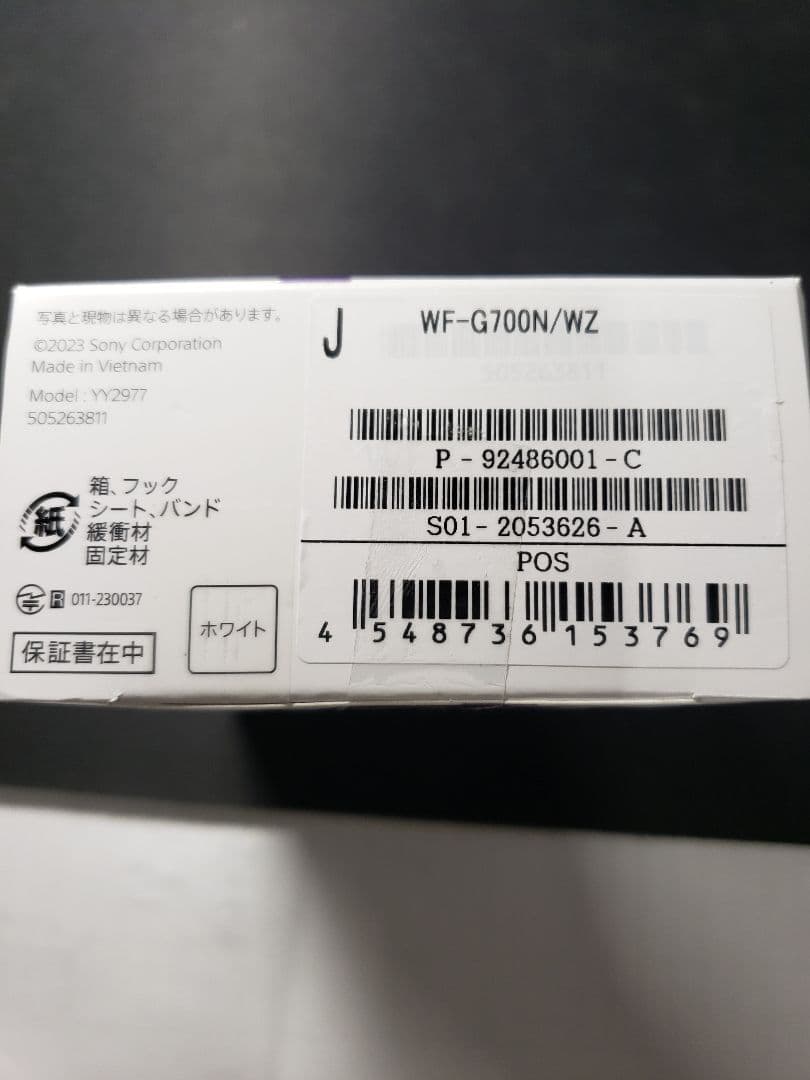 写真と現物は異なる場合があります。
©2023 Sony Corporation
Made in Vietnam
Model : YY2977
505263811
紙
箱、フック
シート、バンド
緩衝材
固定材
R 011-230037
保証書在中
ホワイト
J
WF-G700N/WZ
P - 92486001 - C
S01 - 2053626 - A
POS
4 548736 153769